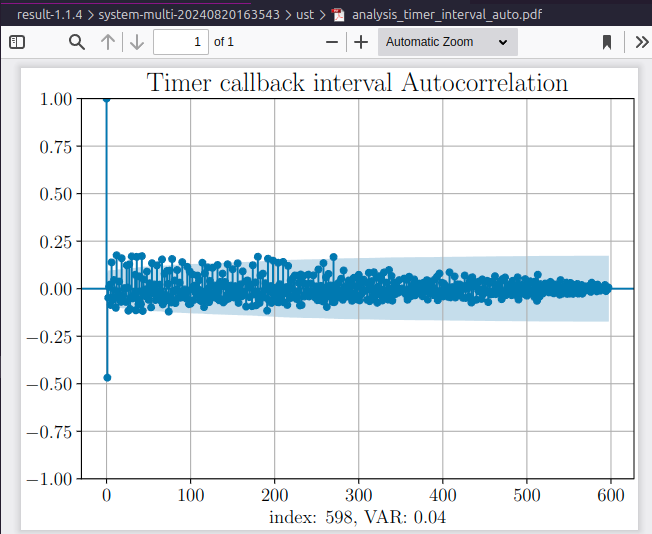 result-1.1.4 > system-multi-20240820163543 > ust > analysis_timer_interval_auto.pdf
1 of 1 Automatic Zoom
Timer callback interval Autocorrelation
1.00
0.75
0.50
0.25
0.00
−0.25
−0.50
−0.75
−1.00
0 100 200 300 400 500 600
index: 598, VAR: 0.04